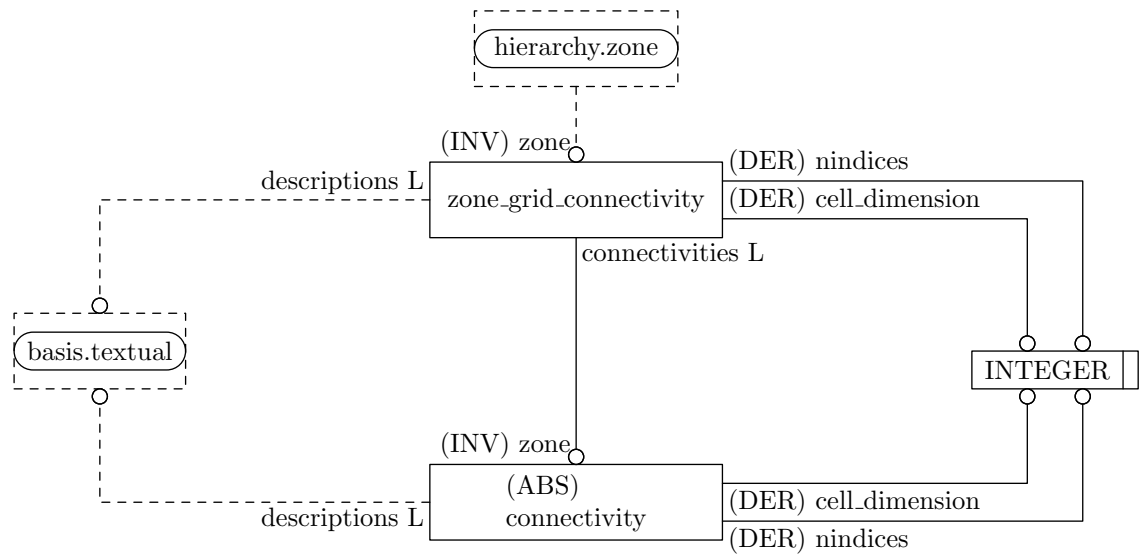 hierarchy.zone
(INV) zone
(DER) nindices
descriptions L
zone_grid_connectivity
(DER) cell_dimension
connectivities L
basis.textual
INTEGER
(INV) zone
(ABS)
connectivity
(DER) cell_dimension
descriptions L
(DER) nindices